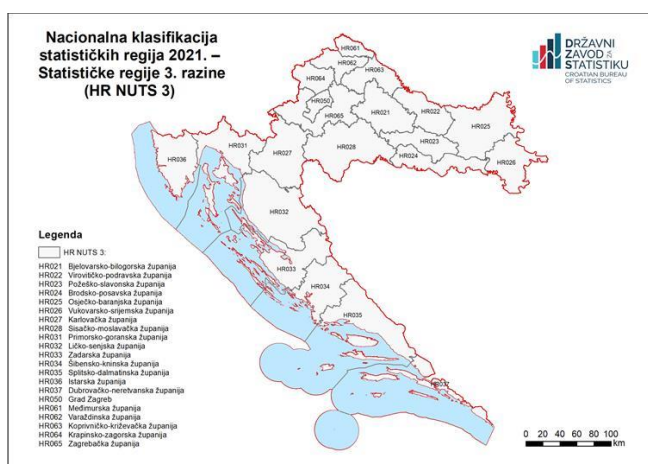 Nacionalna klasifikacija
statističkih regija 2021. –
Statističke regije 3. razine
(HR NUTS 3)
DRŽAVNI
ZAVOD ZA
STATISTIKU
CROATIAN BUREAU
OF STATISTICS
HR061
HR062
HR063
HR064
HR050
HR065
HR021
HR022
HR025
HR023
HR024
HR026
HR028
HR027
HR031
HR036
HR032
HR033
HR034
HR035
HR037
Legenda
HR NUTS 3:
HR021 Bjelovarsko-bilogorska županija
HR022 Virovitičko-podravska županija
HR023 Požeško-slavonska županija
HR024 Brodsko-posavska županija
HR025 Osječko-baranjska županija
HR026 Vukovarsko-srijemska županija
HR027 Karlovačka županija
HR028 Sisačko-moslavačka županija
HR031 Primorsko-goranska županija
HR032 Ličko-senjska županija
HR033 Zadarska županija
HR034 Šibensko-kninska županija
HR035 Splitsko-dalmatinska županija
HR036 Istarska županija
HR037 Dubrovačko-neretvanska županija
HR050 Grad Zagreb
HR061 Međimurska županija
HR062 Varaždinska županija
HR063 Koprivničko-križevačka županija
HR064 Krapinsko-zagorska županija
HR065 Zagrebačka županija
0 20 40 60 80 100
km